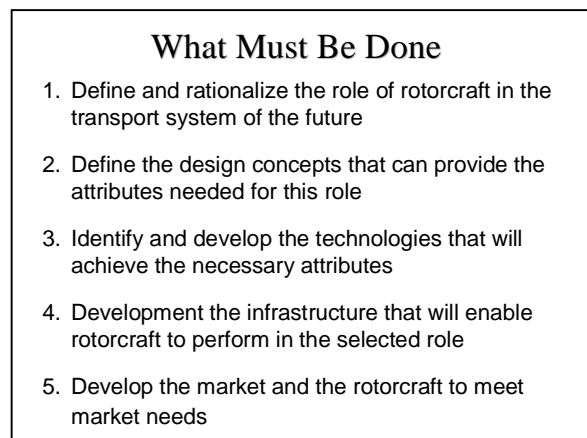 What Must Be Done
1. Define and rationalize the role of rotorcraft in the
transport system of the future
2. Define the design concepts that can provide the
attributes needed for this role
3. Identify and develop the technologies that will
achieve the necessary attributes
4. Development the infrastructure that will enable
rotorcraft to perform in the selected role
5. Develop the market and the rotorcraft to meet
market needs